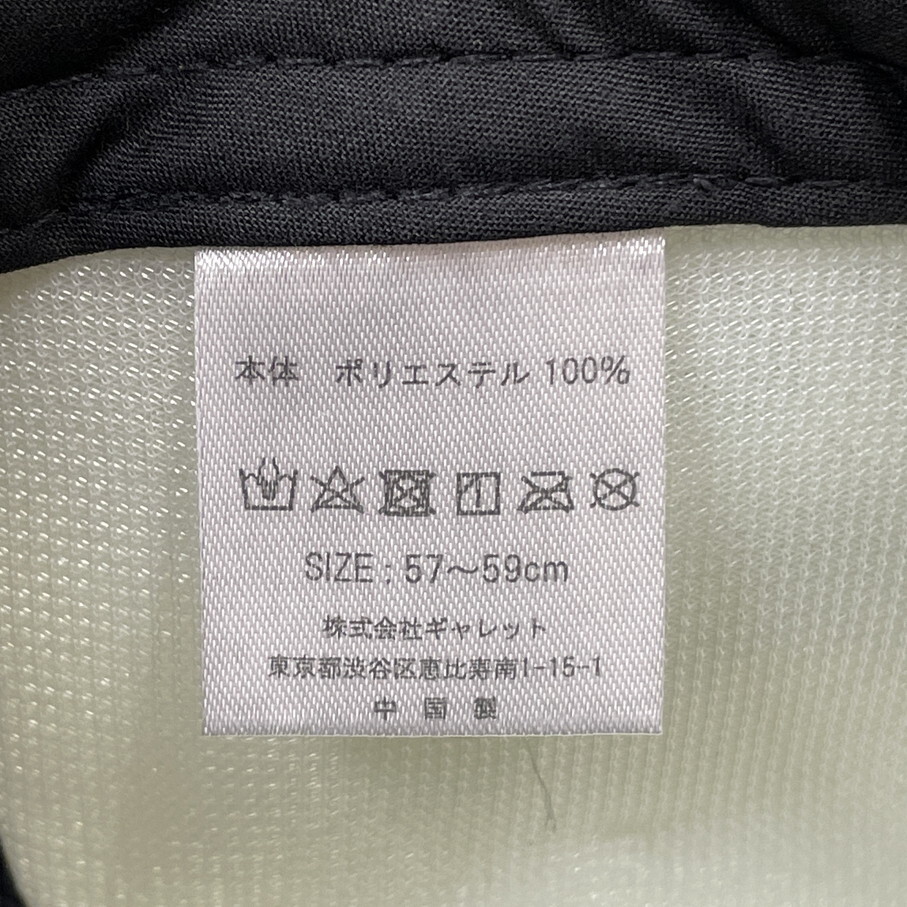 本体　ポリエステル 100%
SIZE : 57〜59cm
株式会社ギャレット
東京都渋谷区恵比寿南1-15-1
中 国 製